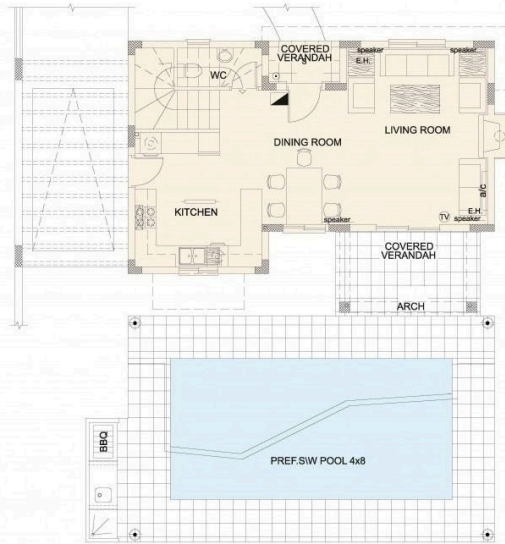 COVERED
VERANDAH
speaker
speaker
E.H.
WC
LIVING ROOM
DINING ROOM
a/c
KITCHEN
E.H.
TV
speaker
speaker
COVERED
VERANDAH
ARCH
BBQ
PREF.S\W POOL 4x8